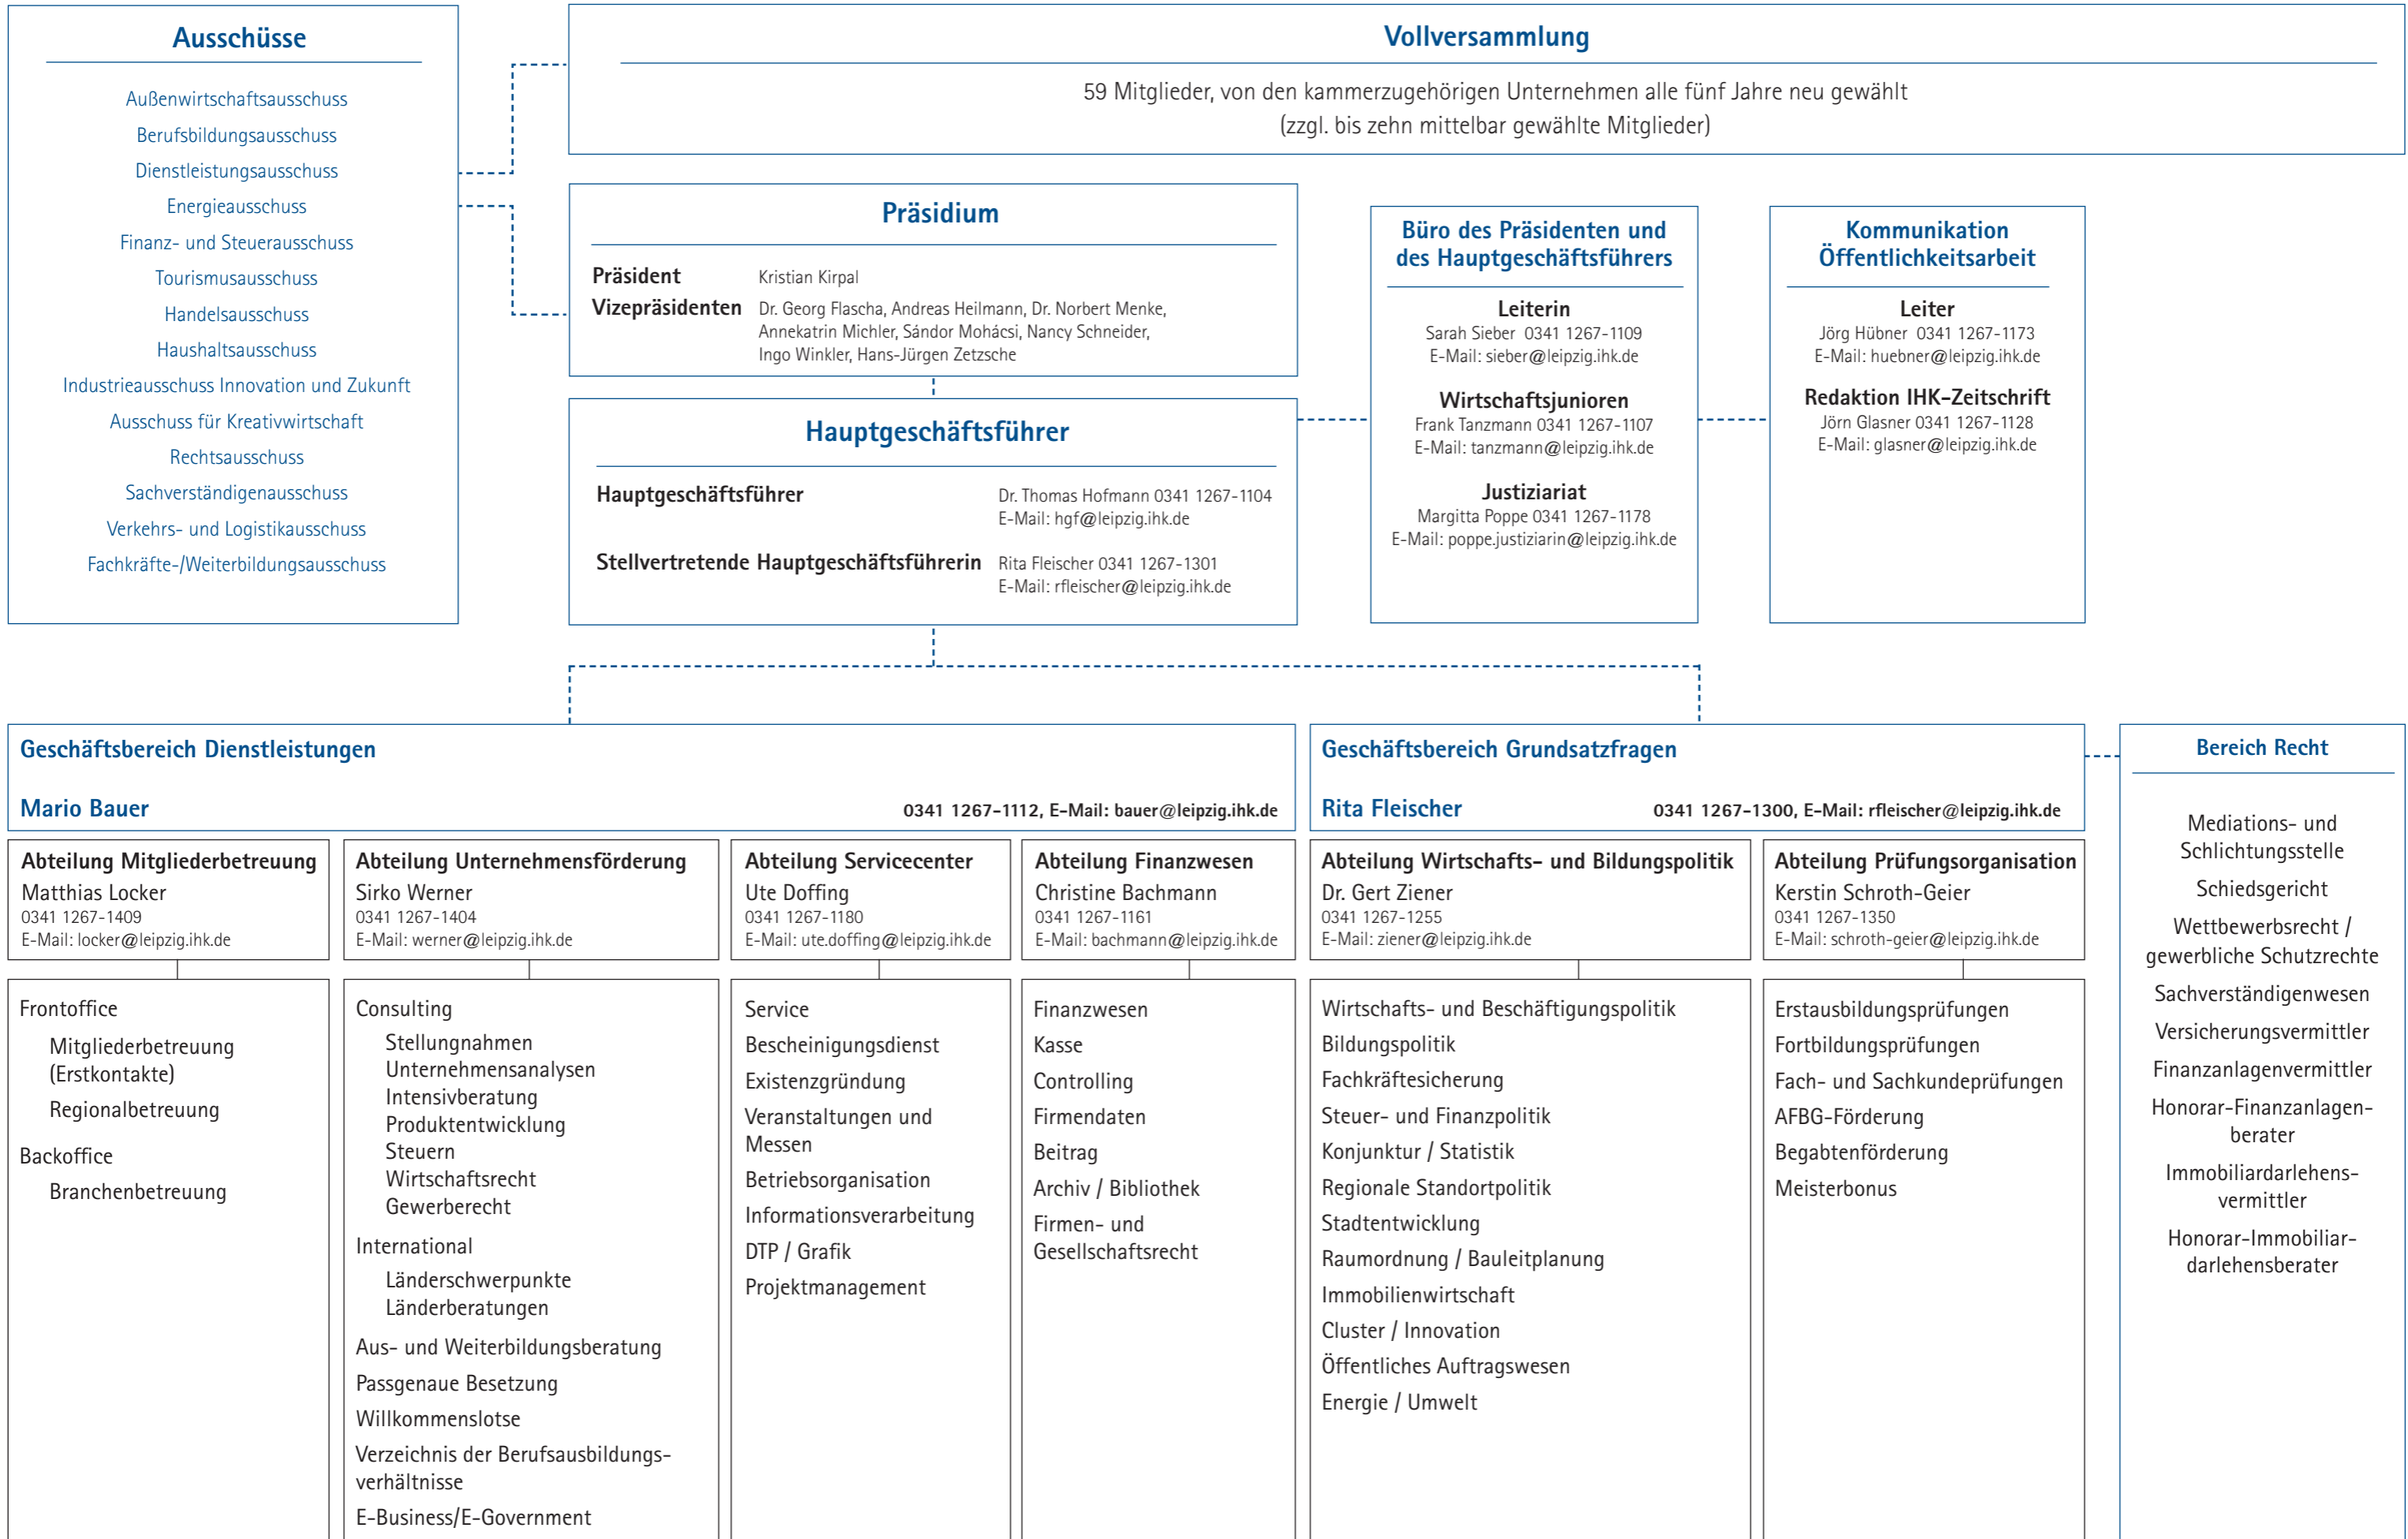 Ausschüsse
Außenwirtschaftsausschuss
Berufsbildungsausschuss
Dienstleistungsausschuss
Energieausschuss
Finanz- und Steuerausschuss
Tourismusausschuss
Handelsausschuss
Haushaltsausschuss
Industrieausschuss Innovation und Zukunft
Ausschuss für Kreativwirtschaft
Rechtsausschuss
Sachverständigenausschuss
Verkehrs- und Logistikausschuss
Fachkräfte-/Weiterbildungsausschuss
Vollversammlung
59 Mitglieder, von den kammerzugehörigen Unternehmen alle fünf Jahre neu gewählt
(zzgl. bis zehn mittelbar gewählte Mitglieder)
Präsidium
Präsident Kristian Kirpal
Vizepräsidenten Dr. Georg Flascha, Andreas Heilmann, Dr. Norbert Menke,
Annekatrin Michler, Sándor Mohácsi, Nancy Schneider,
Ingo Winkler, Hans-Jürgen Zetzsche
Hauptgeschäftsführer
Hauptgeschäftsführer Dr. Thomas Hofmann 0341 1267-1104
E-Mail: hgf@leipzig.ihk.de
Stellvertretende Hauptgeschäftsführerin Rita Fleischer 0341 1267-1301
E-Mail: rfleischer@leipzig.ihk.de
Büro des Präsidenten und
des Hauptgeschäftsführers
Leiterin
Sarah Sieber 0341 1267-1109
E-Mail: sieber@leipzig.ihk.de
Wirtschaftsjunioren
Frank Tanzmann 0341 1267-1107
E-Mail: tanzmann@leipzig.ihk.de
Justiziariat
Margitta Poppe 0341 1267-1178
E-Mail: poppe.justiziarin@leipzig.ihk.de
Kommunikation
Öffentlichkeitsarbeit
Leiter
Jörg Hübner 0341 1267-1173
E-Mail: huebner@leipzig.ihk.de
Redaktion IHK-Zeitschrift
Jörn Glasner 0341 1267-1128
E-Mail: glasner@leipzig.ihk.de
Geschäftsbereich Dienstleistungen
Mario Bauer 0341 1267-1112, E-Mail: bauer@leipzig.ihk.de
Abteilung Mitgliederbetreuung
Matthias Locker
0341 1267-1409
E-Mail: locker@leipzig.ihk.de
Frontoffice
Mitgliederbetreuung
(Erstkontakte)
Regionalbetreuung
Backoffice
Branchenbetreuung
Abteilung Unternehmensförderung
Sirko Werner
0341 1267-1404
E-Mail: werner@leipzig.ihk.de
Consulting
Stellungnahmen
Unternehmensanalysen
Intensivberatung
Produktentwicklung
Steuern
Wirtschaftsrecht
Gewerberecht
International
Länderschwerpunkte
Länderberatungen
Aus- und Weiterbildungsberatung
Passgenaue Besetzung
Willkommenslotse
Verzeichnis der Berufsausbildungs-
verhältnisse
E-Business/E-Government
Abteilung Servicecenter
Ute Doffing
0341 1267-1180
E-Mail: ute.doffing@leipzig.ihk.de
Service
Bescheinigungsdienst
Existenzgründung
Veranstaltungen und
Messen
Betriebsorganisation
Informationsverarbeitung
DTP / Grafik
Projektmanagement
Abteilung Finanzwesen
Christine Bachmann
0341 1267-1161
E-Mail: bachmann@leipzig.ihk.de
Finanzwesen
Kasse
Controlling
Firmendaten
Beitrag
Archiv / Bibliothek
Firmen- und
Gesellschaftsrecht
Geschäftsbereich Grundsatzfragen
Rita Fleischer 0341 1267-1300, E-Mail: rfleischer@leipzig.ihk.de
Abteilung Wirtschafts- und Bildungspolitik
Dr. Gert Ziener
0341 1267-1255
E-Mail: ziener@leipzig.ihk.de
Wirtschafts- und Beschäftigungspolitik
Bildungspolitik
Fachkräftesicherung
Steuer- und Finanzpolitik
Konjunktur / Statistik
Regionale Standortpolitik
Stadtentwicklung
Raumordnung / Bauleitplanung
Immobilienwirtschaft
Cluster / Innovation
Öffentliches Auftragswesen
Energie / Umwelt
Abteilung Prüfungsorganisation
Kerstin Schroth-Geier
0341 1267-1350
E-Mail: schroth-geier@leipzig.ihk.de
Erstausbildungsprüfungen
Fortbildungsprüfungen
Fach- und Sachkundeprüfungen
AFBG-Förderung
Begabtenförderung
Meisterbonus
Bereich Recht
Mediations- und
Schlichtungsstelle
Schiedsgericht
Wettbewerbsrecht /
gewerbliche Schutzrechte
Sachverständigenwesen
Versicherungsvermittler
Finanzanlagenvermittler
Honorar-Finanzanlagen-
berater
Immobiliardarlehens-
vermittler
Honorar-Immobiliar-
darlehensberater